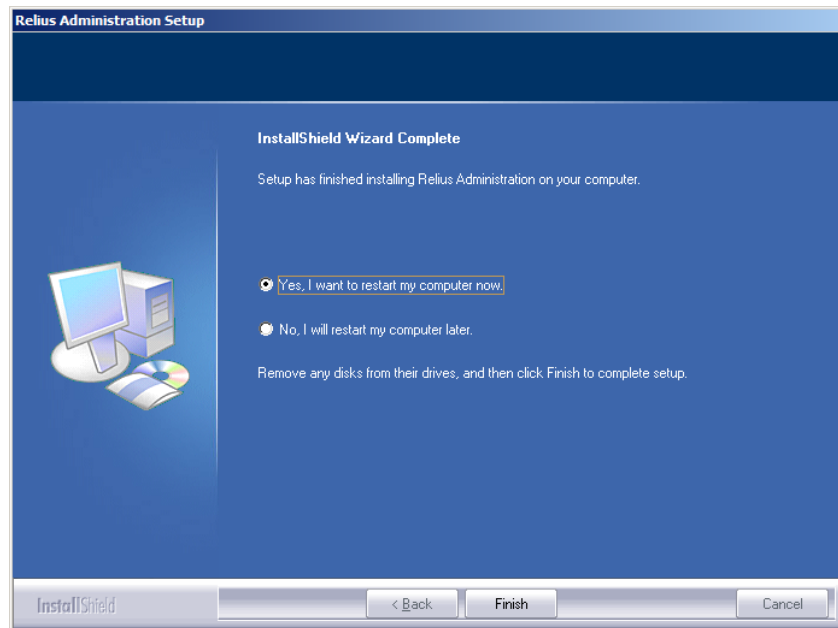 Relius Administration Setup
InstallShield Wizard Complete
Setup has finished installing Relius Administration on your computer.
Yes, I want to restart my computer now.
No, I will restart my computer later.
Remove any disks from their drives, and then click Finish to complete setup.
InstallShield
< Back
Finish
Cancel